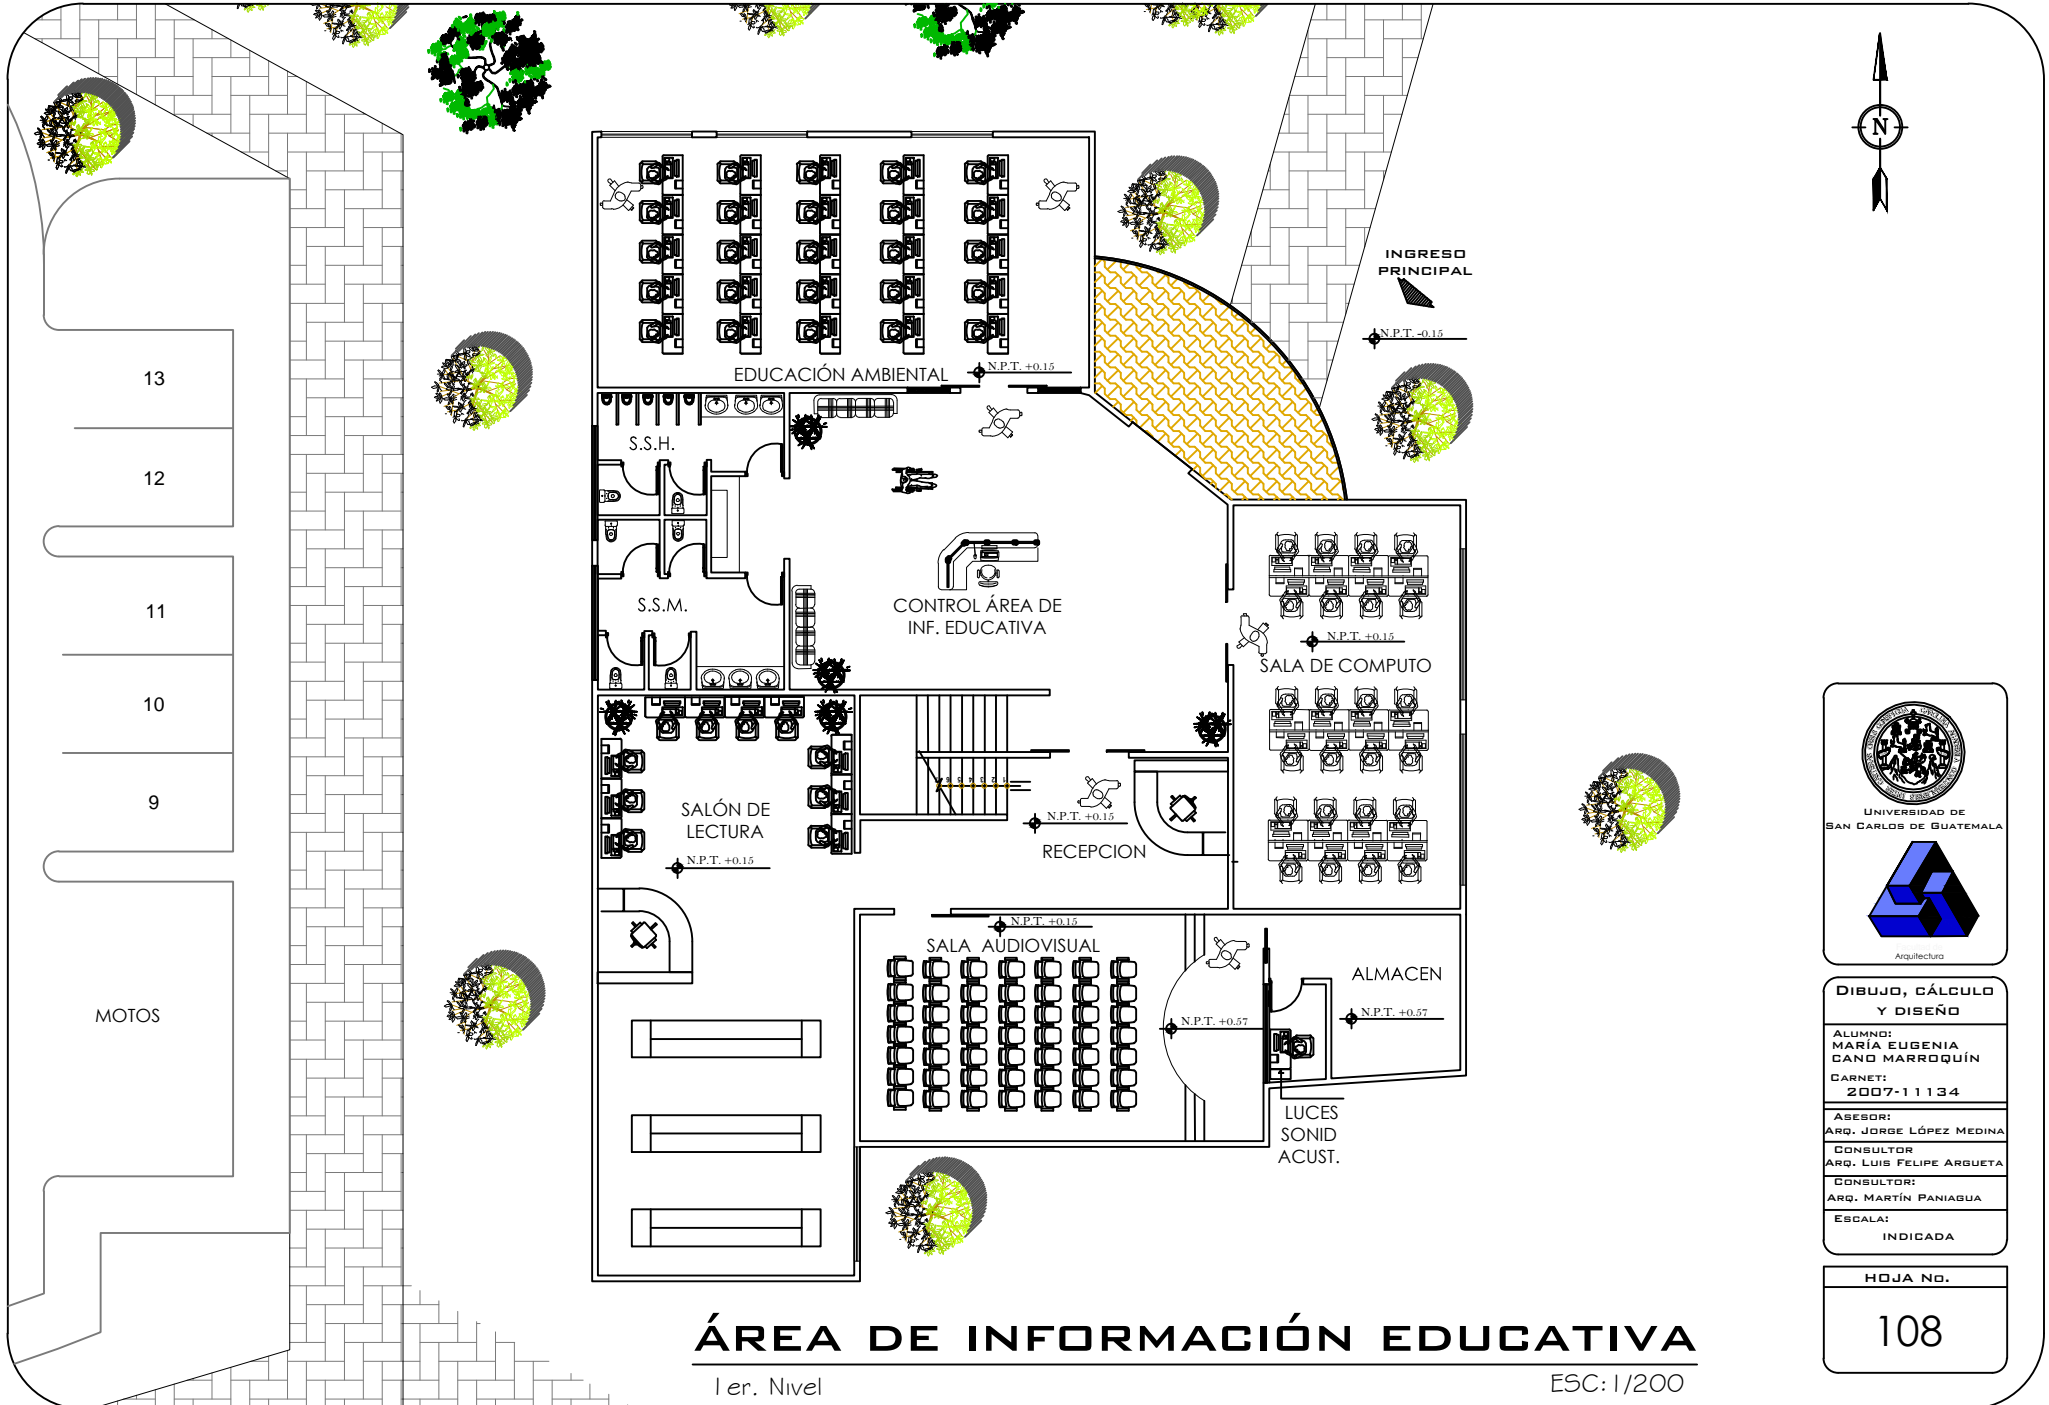 N
INGRESO
PRINCIPAL
N.P.T. -0.15
13
12
11
10
9
MOTOS
EDUCACIÓN AMBIENTAL
N.P.T. +0.15
S.S.H.
S.S.M.
CONTROL ÁREA DE
INF. EDUCATIVA
N.P.T. +0.15
SALA DE COMPUTO
SALÓN DE
LECTURA
N.P.T. +0.15
N.P.T. +0.15
RECEPCION
N.P.T. +0.15
SALA AUDIOVISUAL
N.P.T. +0.57
ALMACEN
N.P.T. +0.57
LUCES
SONID
ACUST.
UNIVERSIDAD DE
SAN CARLOS DE GUATEMALA
Arquitectura
DIBUJO, CÁLCULO
Y DISEÑO
ALUMNO:
MARÍA EUGENIA
CANO MARROQUÍN
CARNET:
2007-11134
ASESOR:
ARQ. JORGE LÓPEZ MEDINA
CONSULTOR
ARQ. LUIS FELIPE ARGUETA
CONSULTOR:
ARQ. MARTÍN PANIAGUA
ESCALA:
INDICADA
HOJA No.
108
ÁREA DE INFORMACIÓN EDUCATIVA
1er. Nivel
ESC:1/200